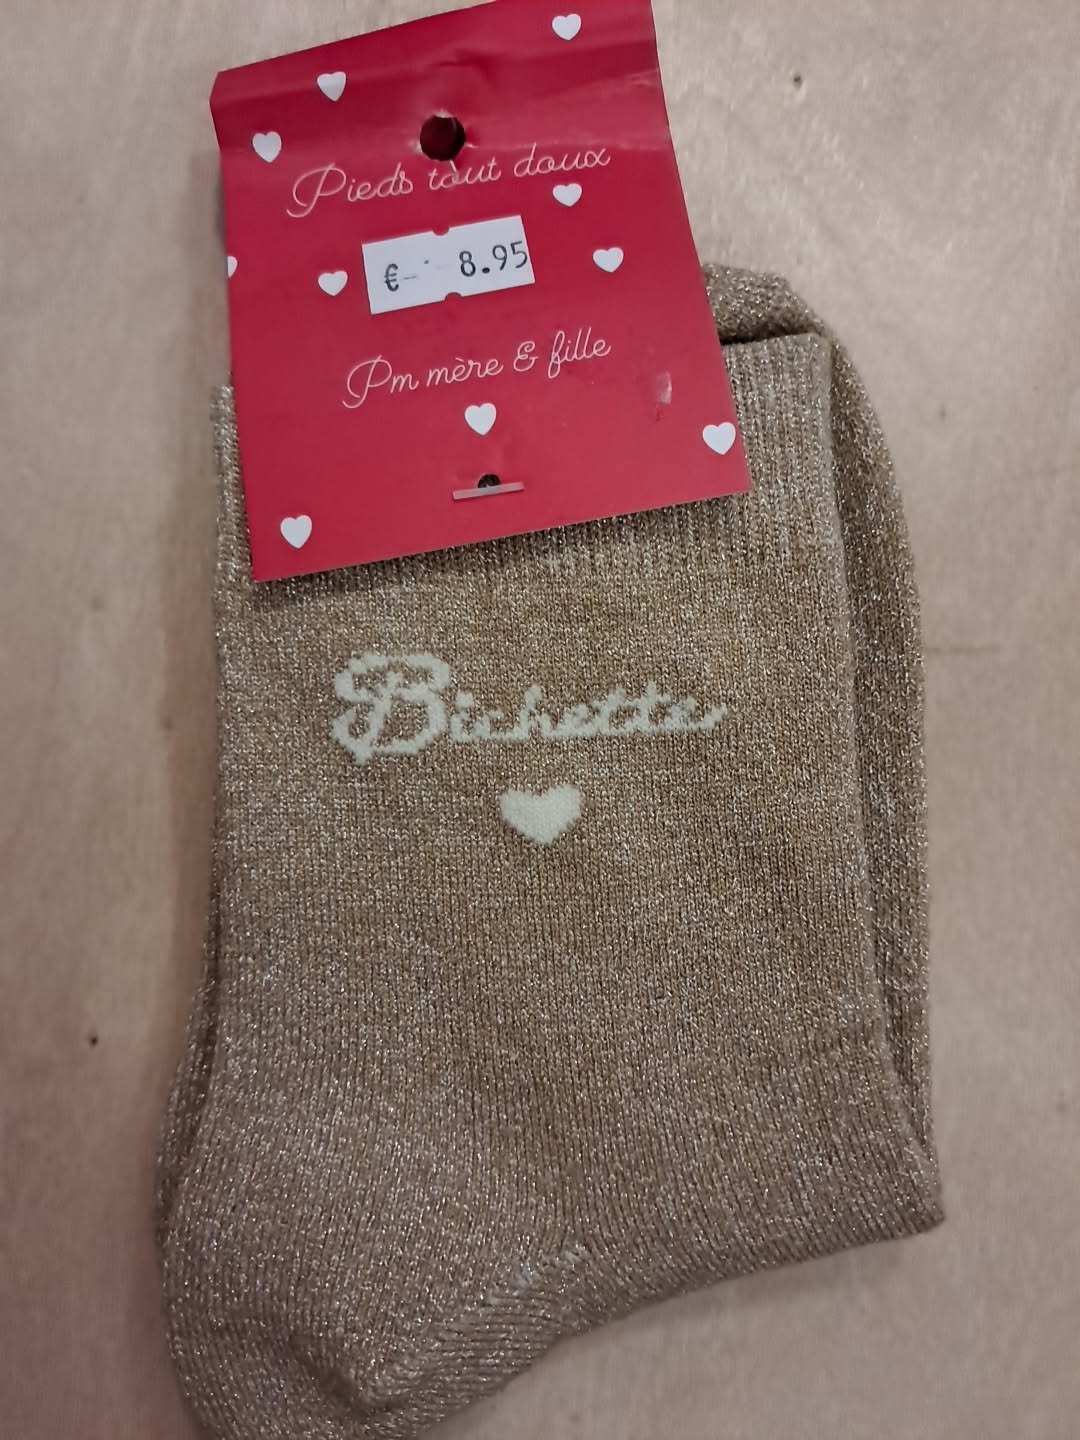 Pieds tout doux
€ 8.95
Pm mère & fille
Bichette